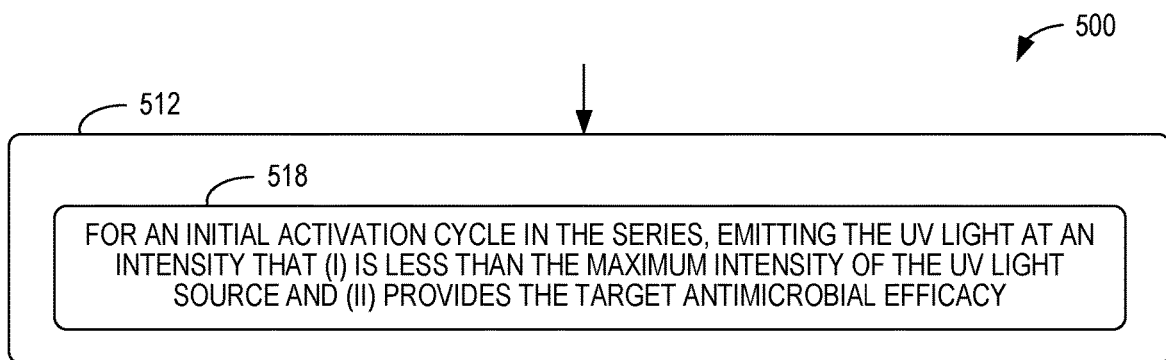 500
512
518
FOR AN INITIAL ACTIVATION CYCLE IN THE SERIES, EMITTING THE UV LIGHT AT AN
INTENSITY THAT (I) IS LESS THAN THE MAXIMUM INTENSITY OF THE UV LIGHT
SOURCE AND (II) PROVIDES THE TARGET ANTIMICROBIAL EFFICACY